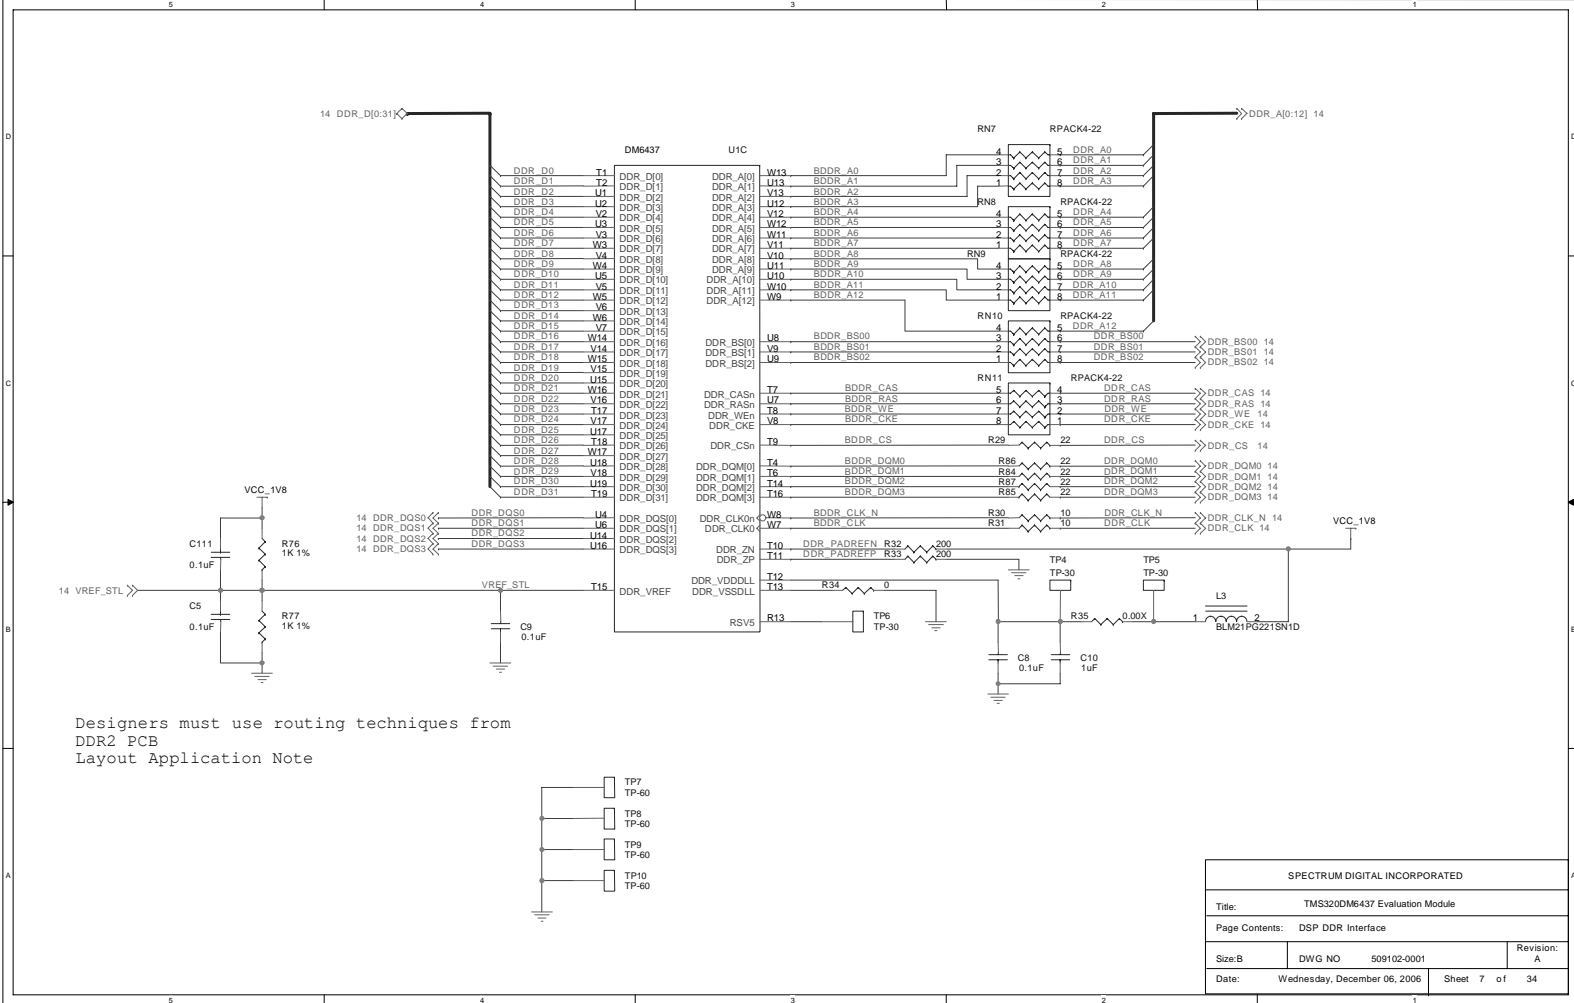 5 4 3 2 1
D D
C C
B B
A A
14 DDR_D[0:31]
DDR_A[0:12] 14
DM6437 U1C
DDR_D0 T1 DDR_D[0]
DDR_D1 T2 DDR_D[1]
DDR_D2 U1 DDR_D[2]
DDR_D3 U2 DDR_D[3]
DDR_D4 V2 DDR_D[4]
DDR_D5 U3 DDR_D[5]
DDR_D6 V3 DDR_D[6]
DDR_D7 W3 DDR_D[7]
DDR_D8 V4 DDR_D[8]
DDR_D9 W4 DDR_D[9]
DDR_D10 U5 DDR_D[10]
DDR_D11 V5 DDR_D[11]
DDR_D12 W5 DDR_D[12]
DDR_D13 V6 DDR_D[13]
DDR_D14 W6 DDR_D[14]
DDR_D15 V7 DDR_D[15]
DDR_D16 W14 DDR_D[16]
DDR_D17 V14 DDR_D[17]
DDR_D18 W15 DDR_D[18]
DDR_D19 V15 DDR_D[19]
DDR_D20 U15 DDR_D[20]
DDR_D21 W16 DDR_D[21]
DDR_D22 V16 DDR_D[22]
DDR_D23 T17 DDR_D[23]
DDR_D24 V17 DDR_D[24]
DDR_D25 U17 DDR_D[25]
DDR_D26 T18 DDR_D[26]
DDR_D27 W17 DDR_D[27]
DDR_D28 U18 DDR_D[28]
DDR_D29 V18 DDR_D[29]
DDR_D30 U19 DDR_D[30]
DDR_D31 T19 DDR_D[31]
14 DDR_DQS0 DDR_DQS0 U4 DDR_DQS[0]
14 DDR_DQS1 DDR_DQS1 U6 DDR_DQS[1]
14 DDR_DQS2 DDR_DQS2 U14 DDR_DQS[2]
14 DDR_DQS3 DDR_DQS3 U16 DDR_DQS[3]
14 VREF_STL VREF_STL T15 DDR_VREF
RN7 RPACK4-22
DDR_A[0] W13 BDDR_A0 4 5 DDR_A0
DDR_A[1] U13 BDDR_A1 3 6 DDR_A1
DDR_A[2] V13 BDDR_A2 2 7 DDR_A2
DDR_A[3] U12 BDDR_A3 1 8 DDR_A3
RN8 RPACK4-22
DDR_A[4] V12 BDDR_A4 4 5 DDR_A4
DDR_A[5] W12 BDDR_A5 3 6 DDR_A5
DDR_A[6] W11 BDDR_A6 2 7 DDR_A6
DDR_A[7] V11 BDDR_A7 1 8 DDR_A7
RN9 RPACK4-22
DDR_A[8] V10 BDDR_A8 4 5 DDR_A8
DDR_A[9] U11 BDDR_A9 3 6 DDR_A9
DDR_A[10] U10 BDDR_A10 2 7 DDR_A10
DDR_A[11] W10 BDDR_A11 1 8 DDR_A11
RN10 RPACK4-22
DDR_A[12] W9 BDDR_A12 4 5 DDR_A12
DDR_BS[0] U8 BDDR_BS00 3 6 DDR_BS00 DDR_BS00 14
DDR_BS[1] V9 BDDR_BS01 2 7 DDR_BS01 DDR_BS01 14
DDR_BS[2] U9 BDDR_BS02 1 8 DDR_BS02 DDR_BS02 14
RN11 RPACK4-22
DDR_CASn T7 BDDR_CAS 5 4 DDR_CAS DDR_CAS 14
DDR_RASn U7 BDDR_RAS 6 3 DDR_RAS DDR_RAS 14
DDR_WEn T8 BDDR_WE 7 2 DDR_WE DDR_WE 14
DDR_CKE V8 BDDR_CKE 8 1 DDR_CKE DDR_CKE 14
DDR_CSn T9 BDDR_CS R29 22 DDR_CS DDR_CS 14
DDR_DQM[0] T4 BDDR_DQM0 R86 22 DDR_DQM0 DDR_DQM0 14
DDR_DQM[1] T6 BDDR_DQM1 R84 22 DDR_DQM1 DDR_DQM1 14
DDR_DQM[2] T14 BDDR_DQM2 R87 22 DDR_DQM2 DDR_DQM2 14
DDR_DQM[3] T16 BDDR_DQM3 R85 22 DDR_DQM3 DDR_DQM3 14
DDR_CLK0n W8 BDDR_CLK_N R30 10 DDR_CLK_N DDR_CLK_N 14
DDR_CLK0 W7 BDDR_CLK R31 10 DDR_CLK DDR_CLK 14
DDR_ZN T10 DDR_PADREFN R32 200
DDR_ZP T11 DDR_PADREFP R33 200
DDR_VDDDLL T12
DDR_VSSDLL T13 R34 0
RSV5 R13 TP6
TP-30
VCC_1V8
C111
0.1uF
R76
1K 1%
C5
0.1uF
R77
1K 1%
C9
0.1uF
VCC_1V8
TP4
TP-30
TP5
TP-30
R35 0.00X
L3
1 2
BLM21PG221SN1D
C8
0.1uF
C10
1uF
Designers must use routing techniques from
DDR2 PCB
Layout Application Note
TP7
TP-60
TP8
TP-60
TP9
TP-60
TP10
TP-60
SPECTRUM DIGITAL INCORPORATED
Title: TMS320DM6437 Evaluation Module
Page Contents: DSP DDR Interface
Size:B DWG NO 509102-0001 Revision: A
Date: Wednesday, December 06, 2006 Sheet 7 of 34
5 4 3 2 1